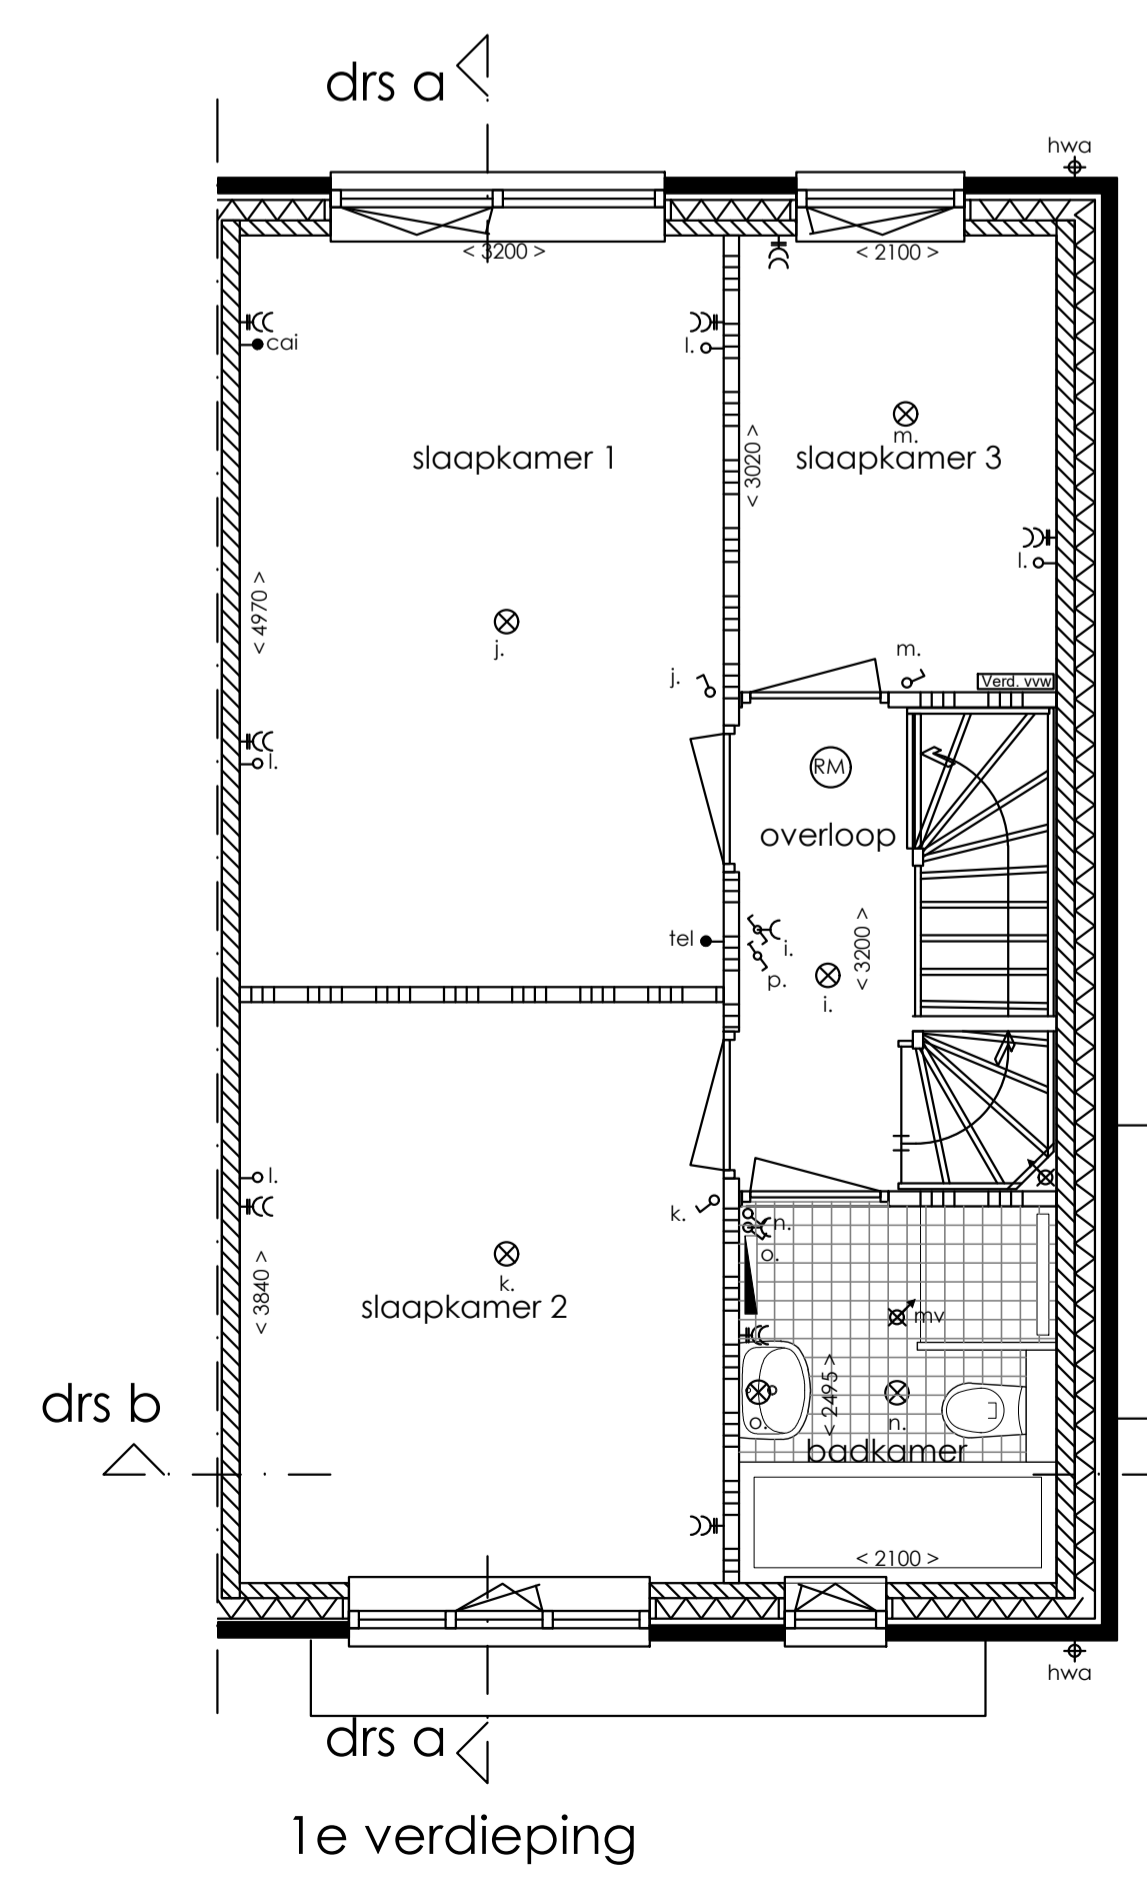 drs a
hwa
< 3200 >
< 2100 >
cai
l.
m.
slaapkamer 1
< 3020 >
slaapkamer 3
l.
< 4970 >
j.
j.
m.
Verd. vvw
l.
RM
overloop
tel
i.
p.
< 3200 >
i.
l.
k.
n.
o.
< 3840 >
k.
slaapkamer 2
mv
< 2495 >
drs b
o.
n.
badkamer
< 2100 >
hwa
drs a
1e verdieping